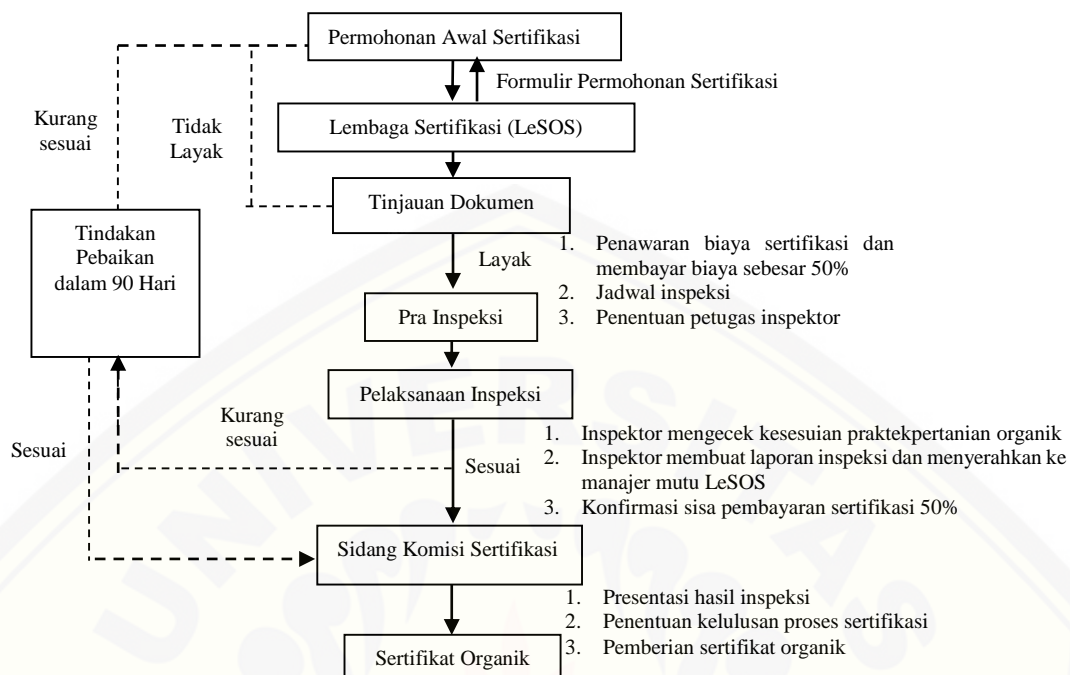 Permohonan Awal Sertifikasi
Formulir Permohonan Sertifikasi
Kurang
sesuai
Tidak
Layak
Lembaga Sertifikasi (LeSOS)
Tinjauan Dokumen
Tindakan
Pebaikan
dalam 90 Hari
Layak
1. Penawaran biaya sertifikasi dan
membayar biaya sebesar 50%
2. Jadwal inspeksi
3. Penentuan petugas inspektor
Pra Inspeksi
Pelaksanaan Inspeksi
Kurang
sesuai
Sesuai
Sesuai
1. Inspektor mengecek kesesuian praktekpertanian organik
2. Inspektor membuat laporan inspeksi dan menyerahkan ke
manajer mutu LeSOS
3. Konfirmasi sisa pembayaran sertifikasi 50%
Sidang Komisi Sertifikasi
1. Presentasi hasil inspeksi
2. Penentuan kelulusan proses sertifikasi
3. Pemberian sertifikat organik
Sertifikat Organik
UNIVERSITAS